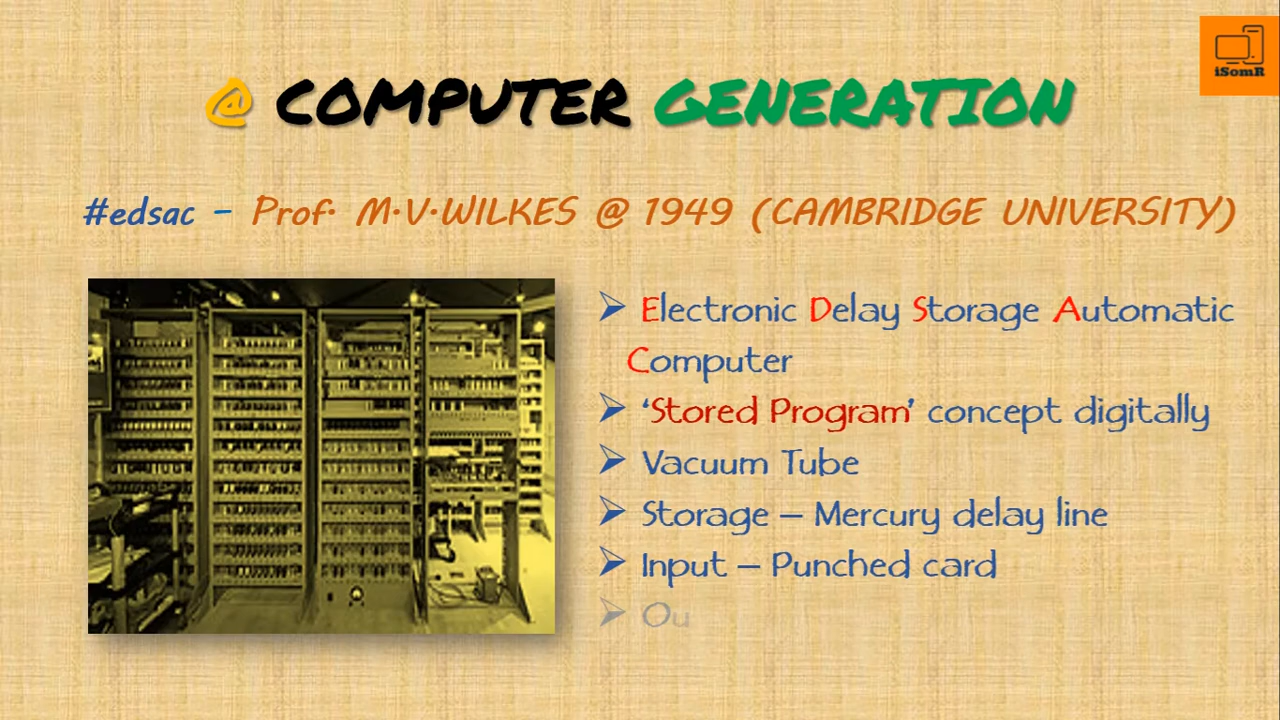 iSomR
@ COMPUTER GENERATION
#edsac – Prof. M.V.WILKES @ 1949 (CAMBRIDGE UNIVERSITY)
➢ Electronic Delay Storage Automatic
Computer
➢ ‘Stored Program’ concept digitally
➢ Vacuum Tube
➢ Storage – Mercury delay line
➢ Input – Punched card
➢ Ou